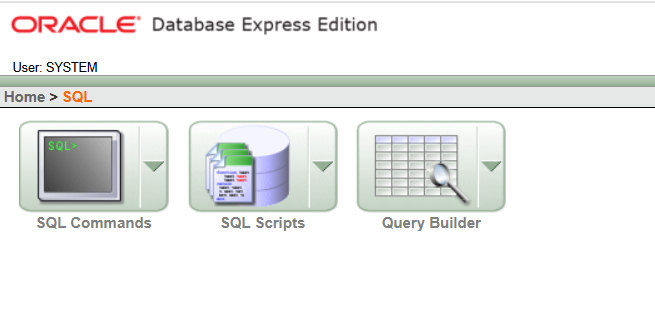 ORACLE Database Express Edition
User: SYSTEM
Home > SQL
SQL>
SQL Commands SQL Scripts Query Builder